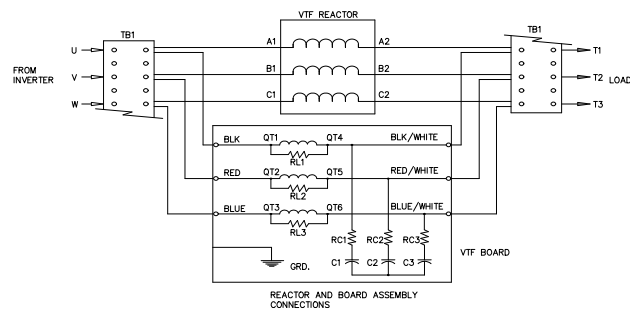 VTF REACTOR
TB1
TB1
U
A1
A2
T1
FROM
INVERTER
V
B1
B2
T2
LOAD
W
C1
C2
T3
BLK
QT1
QT4
BLK/WHITE
RL1
RED
QT2
QT5
RED/WHITE
RL2
BLUE
QT3
QT6
BLUE/WHITE
RL3
RC1
RC2
RC3
VTF BOARD
GRD.
C1
C2
C3
REACTOR AND BOARD ASSEMBLY
CONNECTIONS